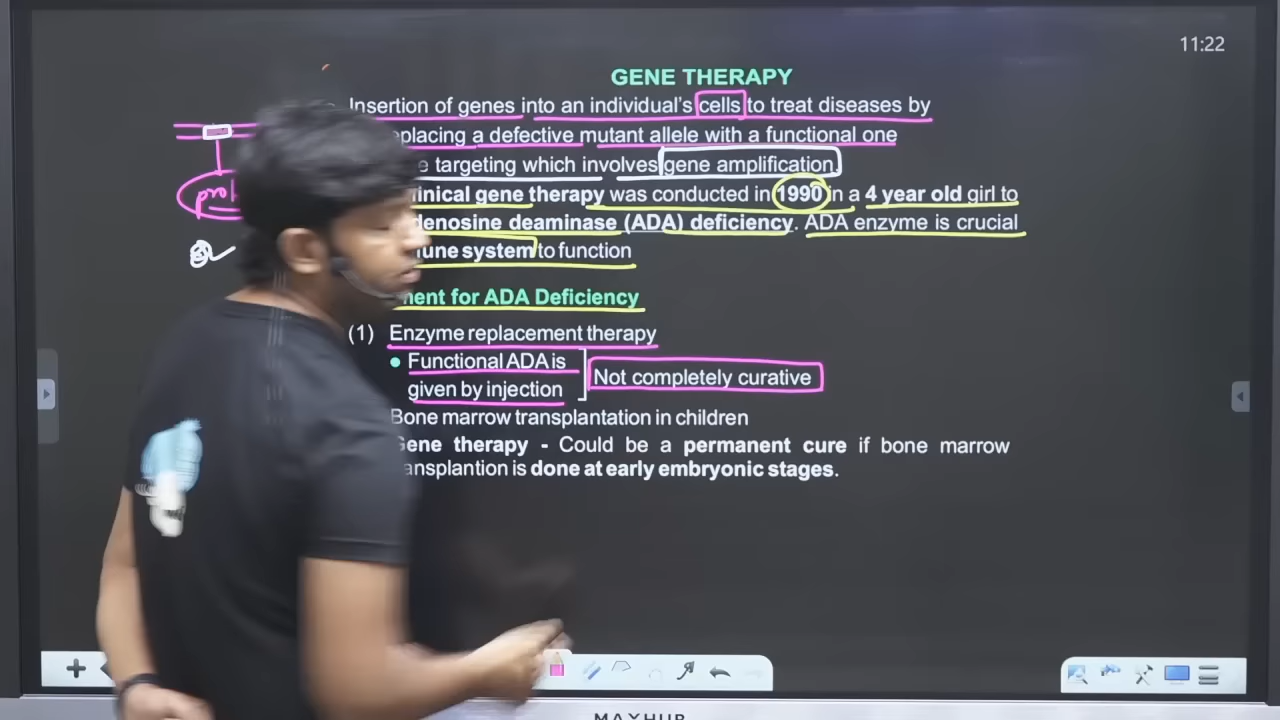 11:22
GENE THERAPY
Insertion of genes into an individual's cells to treat diseases by
eplacing a defective mutant allele with a functional one
e targeting which involves gene amplification.
linical gene therapy was conducted in 1990 in a 4 year old girl to
denosine deaminase (ADA) deficiency. ADA enzyme is crucial
une system to function
ent for ADA Deficiency
(1) Enzyme replacement therapy
• Functional ADA is
given by injection
Not completely curative
Bone marrow transplantation in children
Gene therapy - Could be a permanent cure if bone marrow
ansplantion is done at early embryonic stages.